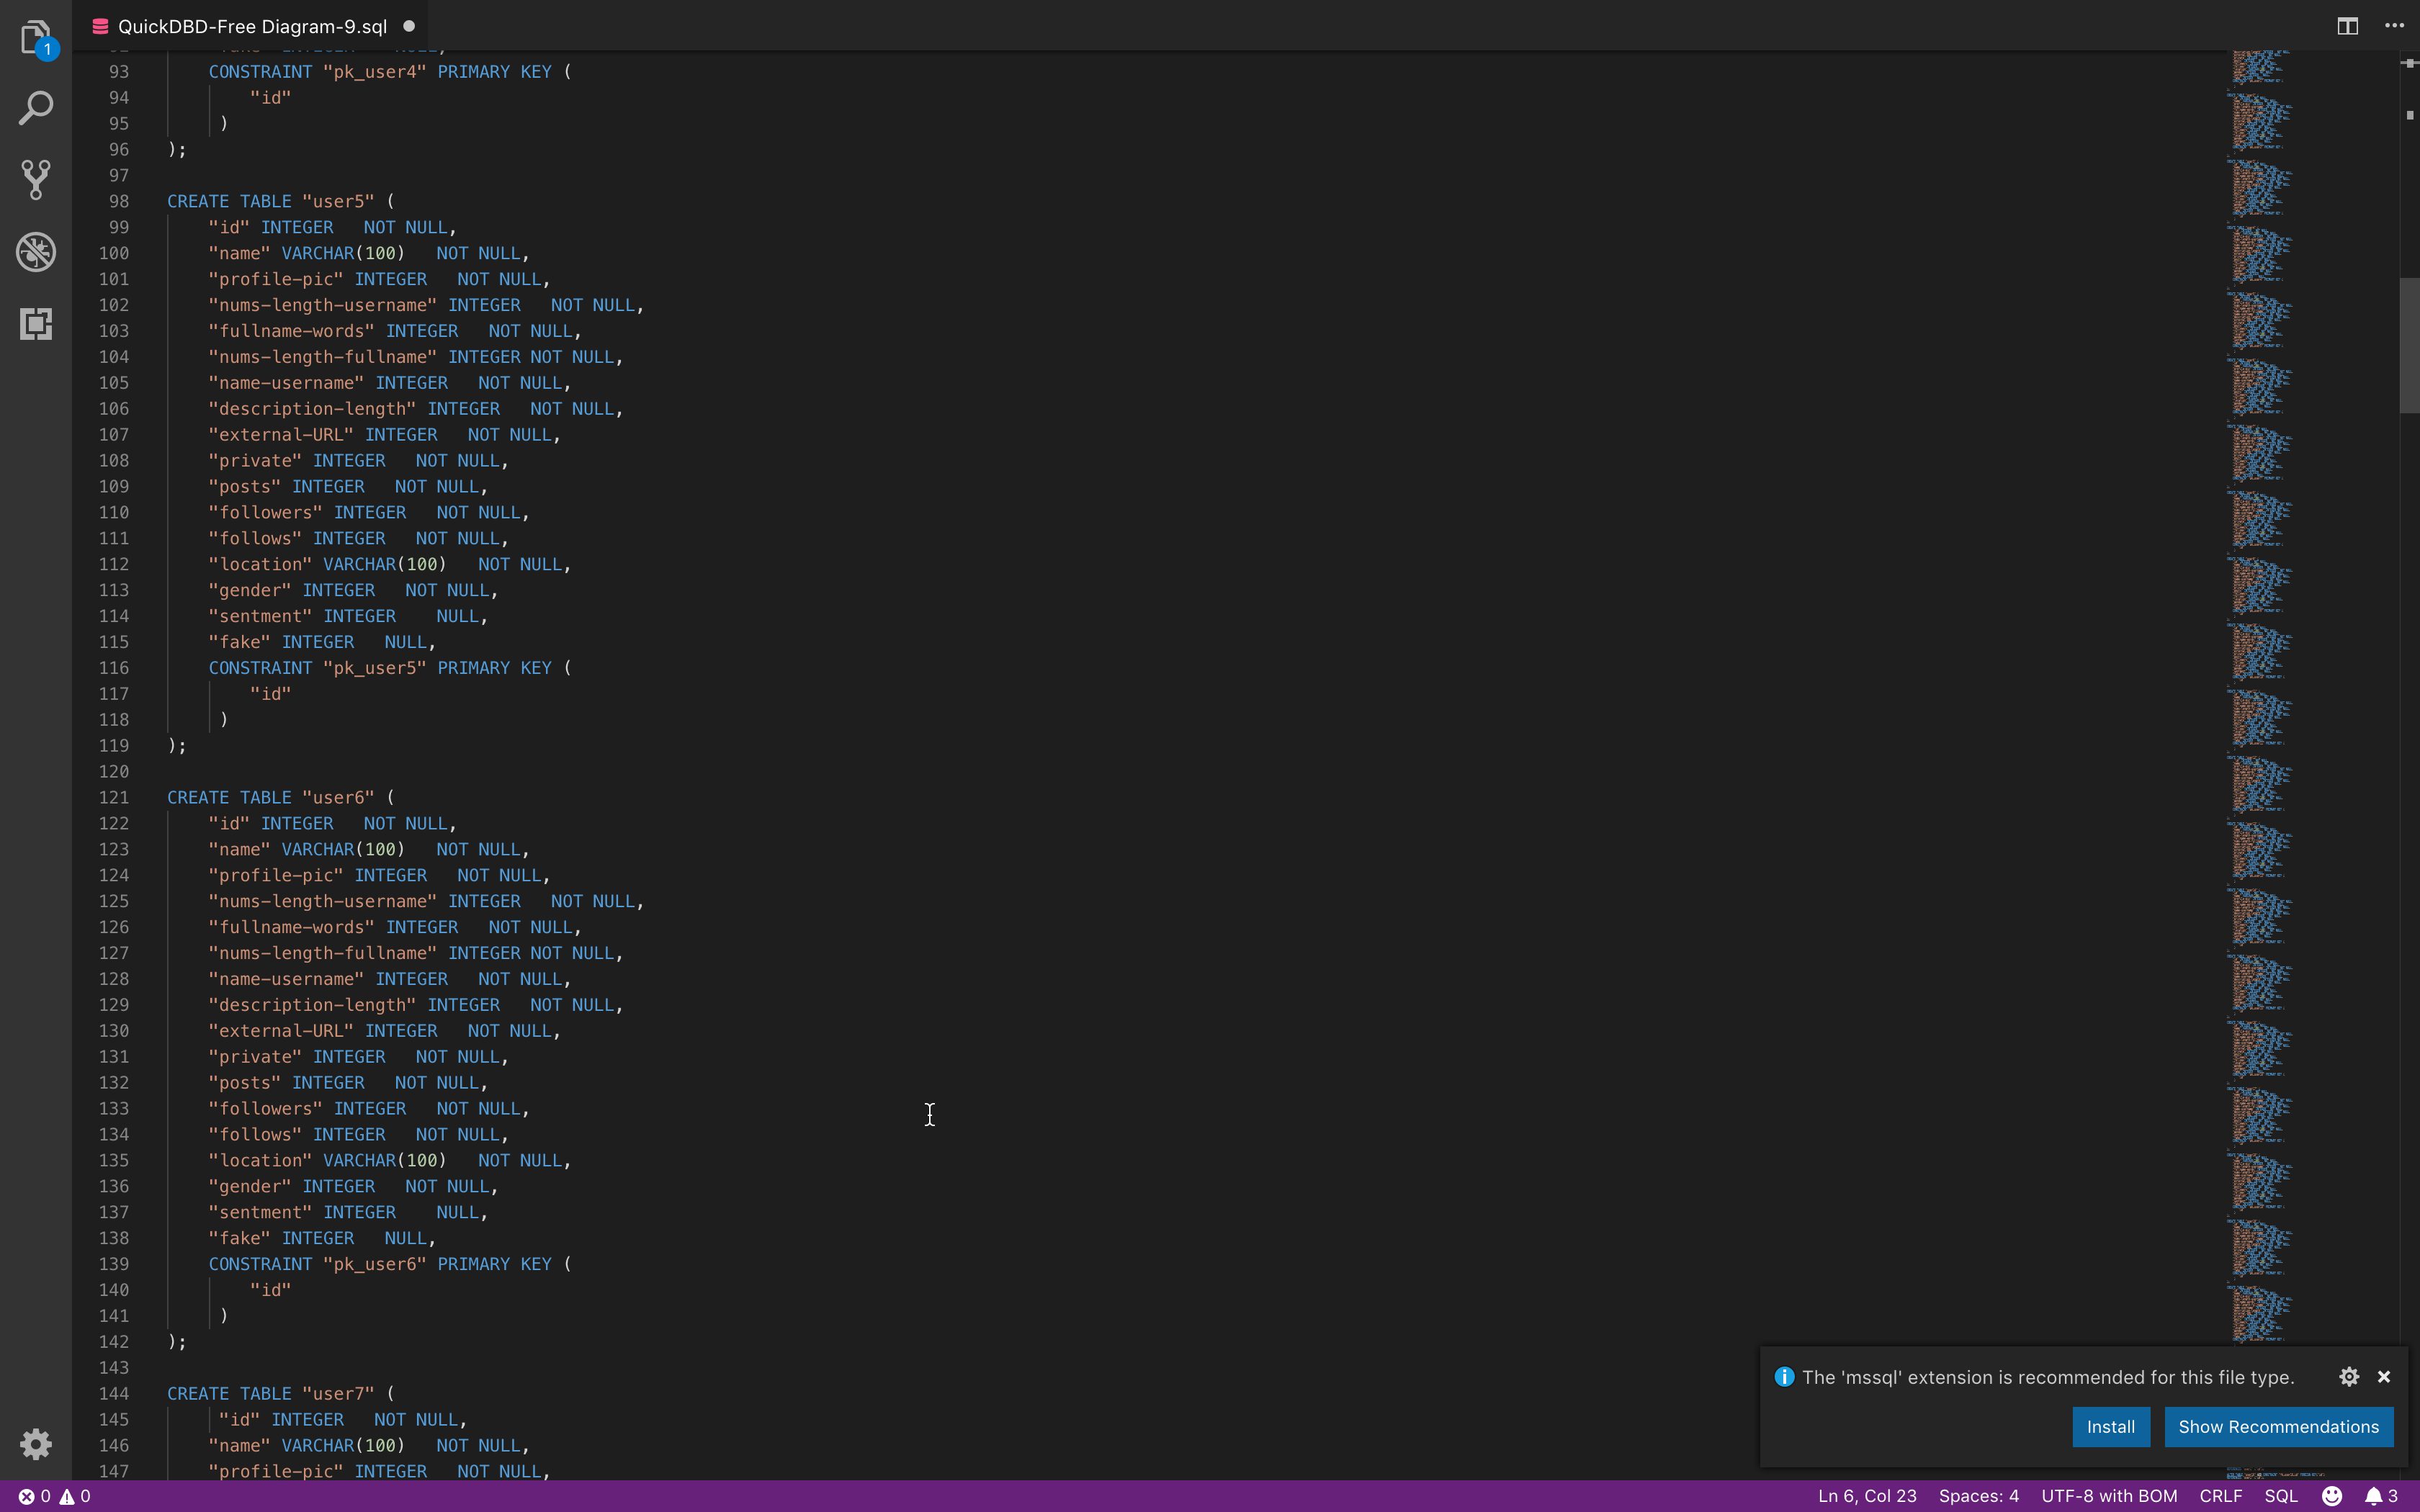 1
QuickDBD-Free Diagram-9.sql
93 CONSTRAINT "pk_user4" PRIMARY KEY (
94 "id"
95 )
96 );
97
98 CREATE TABLE "user5" (
99 "id" INTEGER NOT NULL,
100 "name" VARCHAR(100) NOT NULL,
101 "profile-pic" INTEGER NOT NULL,
102 "nums-length-username" INTEGER NOT NULL,
103 "fullname-words" INTEGER NOT NULL,
104 "nums-length-fullname" INTEGER NOT NULL,
105 "name-username" INTEGER NOT NULL,
106 "description-length" INTEGER NOT NULL,
107 "external-URL" INTEGER NOT NULL,
108 "private" INTEGER NOT NULL,
109 "posts" INTEGER NOT NULL,
110 "followers" INTEGER NOT NULL,
111 "follows" INTEGER NOT NULL,
112 "location" VARCHAR(100) NOT NULL,
113 "gender" INTEGER NOT NULL,
114 "sentment" INTEGER NULL,
115 "fake" INTEGER NULL,
116 CONSTRAINT "pk_user5" PRIMARY KEY (
117 "id"
118 )
119 );
120
121 CREATE TABLE "user6" (
122 "id" INTEGER NOT NULL,
123 "name" VARCHAR(100) NOT NULL,
124 "profile-pic" INTEGER NOT NULL,
125 "nums-length-username" INTEGER NOT NULL,
126 "fullname-words" INTEGER NOT NULL,
127 "nums-length-fullname" INTEGER NOT NULL,
128 "name-username" INTEGER NOT NULL,
129 "description-length" INTEGER NOT NULL,
130 "external-URL" INTEGER NOT NULL,
131 "private" INTEGER NOT NULL,
132 "posts" INTEGER NOT NULL,
133 "followers" INTEGER NOT NULL,
134 "follows" INTEGER NOT NULL,
135 "location" VARCHAR(100) NOT NULL,
136 "gender" INTEGER NOT NULL,
137 "sentment" INTEGER NULL,
138 "fake" INTEGER NULL,
139 CONSTRAINT "pk_user6" PRIMARY KEY (
140 "id"
141 )
142 );
143
144 CREATE TABLE "user7" (
145 "id" INTEGER NOT NULL,
146 "name" VARCHAR(100) NOT NULL,
147 "profile-pic" INTEGER NOT NULL,
The 'mssql' extension is recommended for this file type.
Install Show Recommendations
0 0 Ln 6, Col 23 Spaces: 4 UTF-8 with BOM CRLF SQL 3